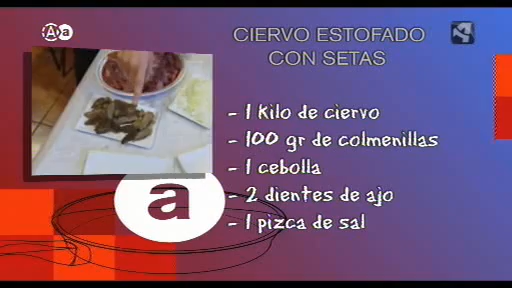 Aa
CIERVO ESTOFADO
CON SETAS
- 1 kilo de ciervo
- 100 gr de colmenillas
- 1 cebolla
- 2 dientes de ajo
- 1 pizca de sal
a